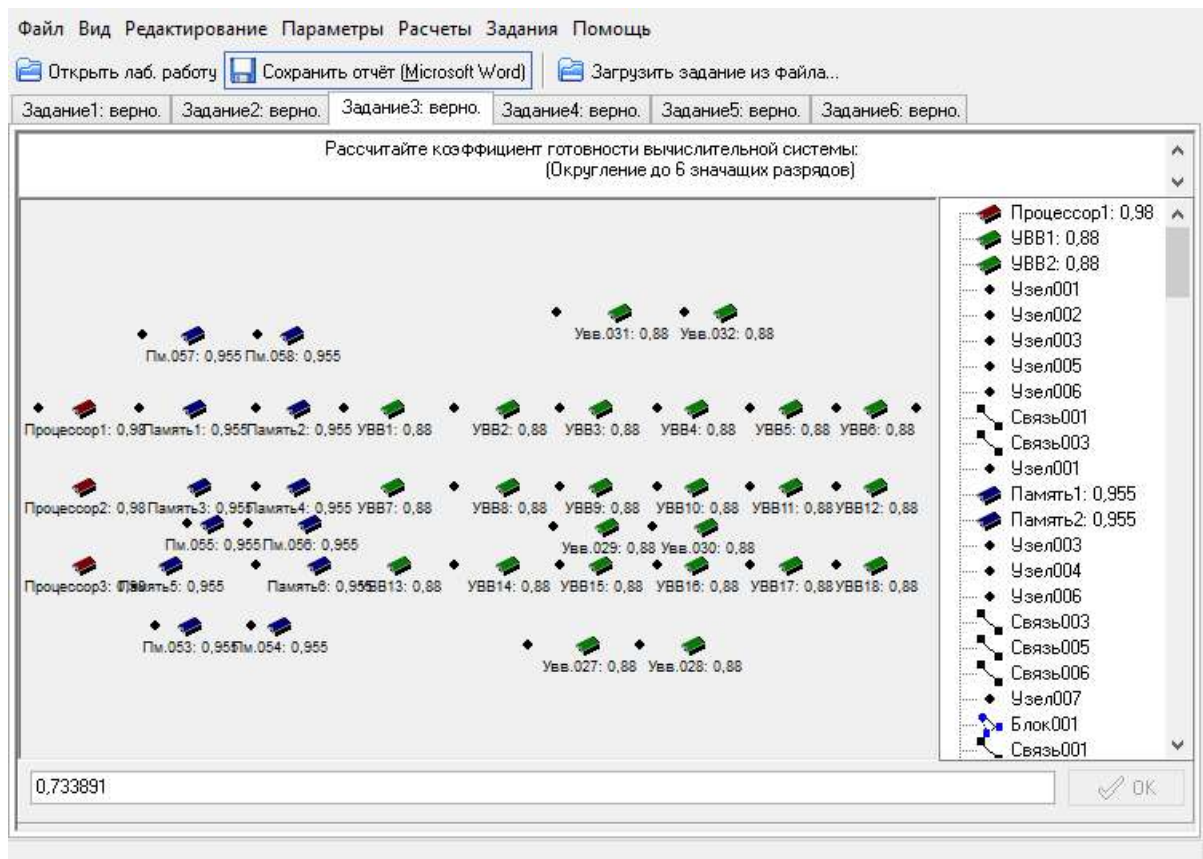 Файл Вид Редактирование Параметры Расчеты Задания Помощь
Открыть лаб. работу Сохранить отчёт (Microsoft Word) Загрузить задание из файла...
Задание1: верно. Задание2: верно. Задание3: верно. Задание4: верно. Задание5: верно. Задание6: верно.
Рассчитайте коэффициент готовности вычислительной системы:
(Округление до 6 значащих разрядов)
Увв.031: 0,88 Увв.032: 0,88
Пм.057: 0,955 Пм.058: 0,955
Процессор1: 0,98 Память1: 0,955 Память2: 0,955 УВВ1: 0,88 УВВ2: 0,88 УВВ3: 0,88 УВВ4: 0,88 УВВ5: 0,88 УВВ6: 0,88
Процессор2: 0,98 Память3: 0,955 Память4: 0,955 УВВ7: 0,88 УВВ8: 0,88 УВВ9: 0,88 УВВ10: 0,88 УВВ11: 0,88 УВВ12: 0,88
Пм.055: 0,955 Пм.056: 0,955 Увв.029: 0,88 Увв.030: 0,88
Процессор3: Память5: 0,955 Память6: 0,955 УВВ13: 0,88 УВВ14: 0,88 УВВ15: 0,88 УВВ16: 0,88 УВВ17: 0,88 УВВ18: 0,88
Пм.053: 0,955 Пм.054: 0,955
Увв.027: 0,88 Увв.028: 0,88
Процессор1: 0,98
УВВ1: 0,88
УВВ2: 0,88
Узел001
Узел002
Узел003
Узел005
Узел006
Связь001
Связь003
Узел001
Память1: 0,955
Память2: 0,955
Узел003
Узел004
Узел006
Связь003
Связь005
Связь006
Узел007
Блок001
Связь001
0,733891
OK